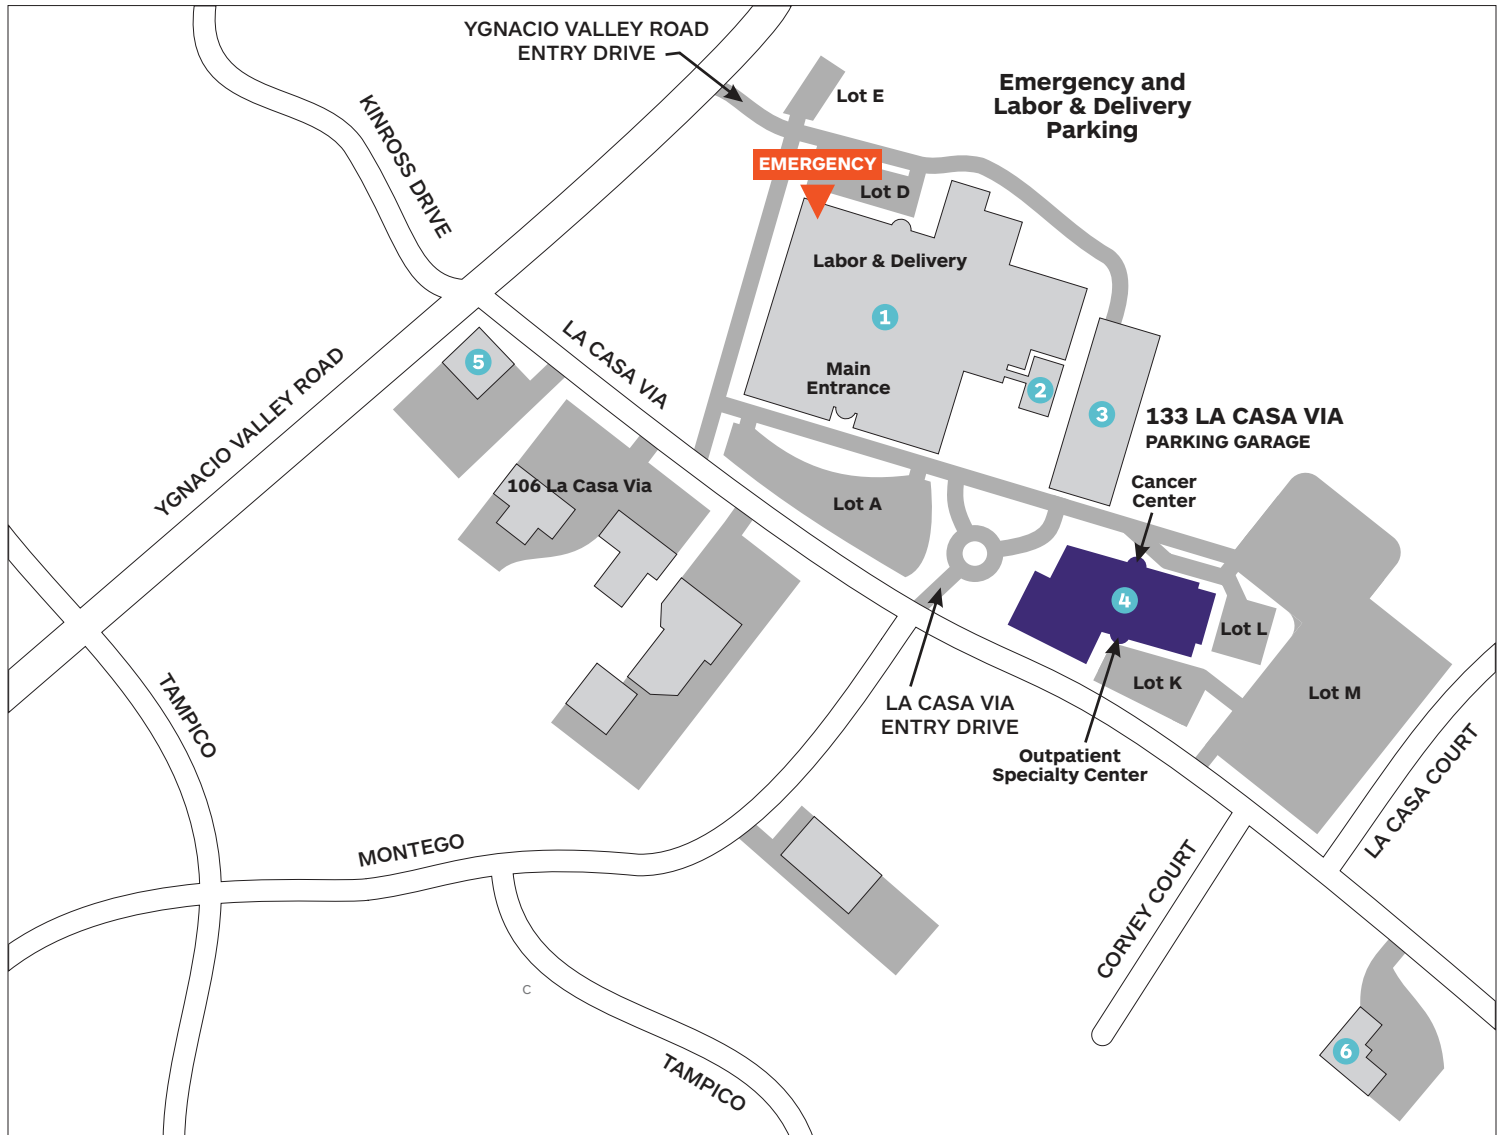 YGNACIO VALLEY ROAD
ENTRY DRIVE
Lot E
Emergency and
Labor & Delivery
Parking
KINROSS DRIVE
EMERGENCY
Lot D
Labor & Delivery
1
LA CASA VIA
5
Main
Entrance
2
3
133 LA CASA VIA
PARKING GARAGE
YGNACIO VALLEY ROAD
106 La Casa Via
Lot A
Cancer
Center
4
Lot L
Lot K
Lot M
LA CASA VIA
ENTRY DRIVE
Outpatient
Specialty Center
TAMPICO
LA CASA COURT
MONTEGO
CORVEY COURT
C
6
TAMPICO